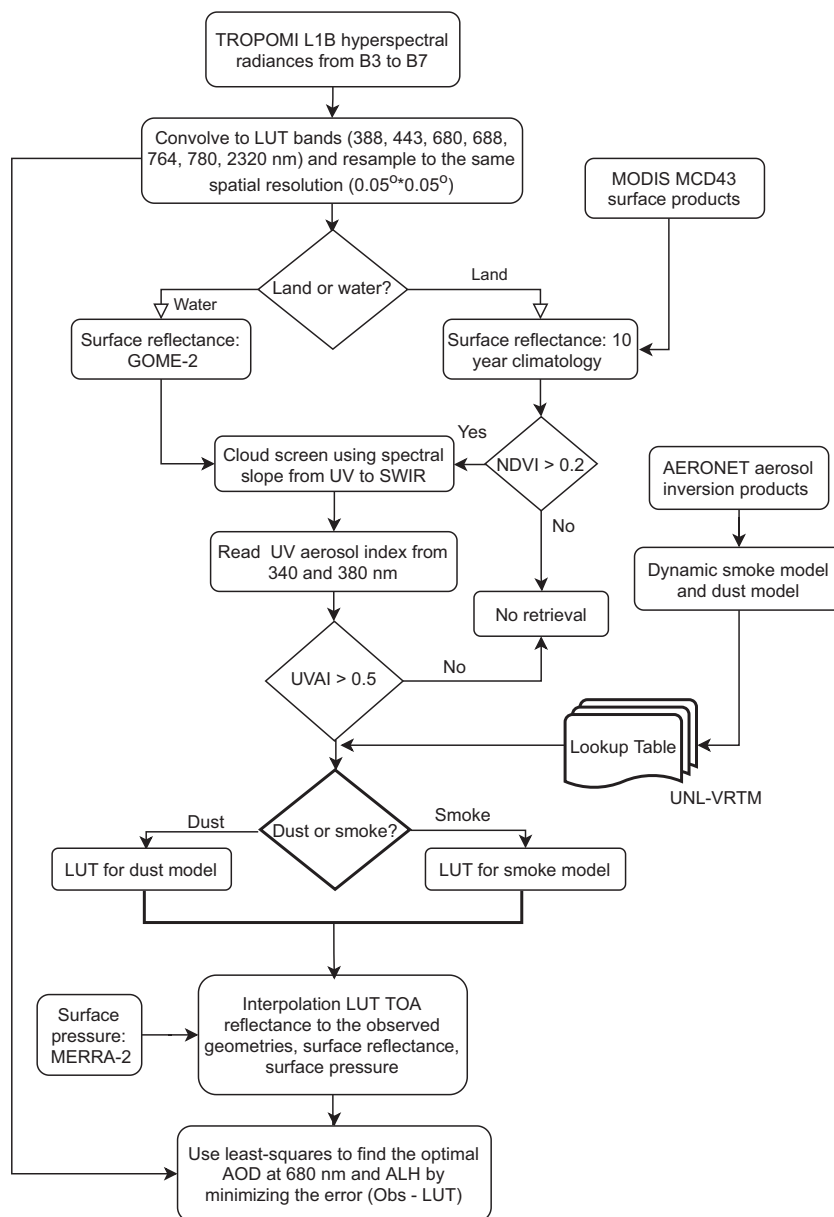 TROPOMI L1B hyperspectral
radiances from B3 to B7
Convolve to LUT bands (388, 443, 680, 688,
764, 780, 2320 nm) and resample to the same
spatial resolution (0.05º*0.05º)
MODIS MCD43
surface products
Land or water?
Water
Land
Surface reflectance:
GOME-2
Surface reflectance: 10
year climatology
Yes
NDVI > 0.2
No
Cloud screen using spectral
slope from UV to SWIR
AERONET aerosol
inversion products
Read UV aerosol index from
340 and 380 nm
Dynamic smoke model
and dust model
No retrieval
UVAI > 0.5
No
Lookup Table
UNL-VRTM
Dust or smoke?
Dust
Smoke
LUT for dust model
LUT for smoke model
Surface
pressure:
MERRA-2
Interpolation LUT TOA
reflectance to the observed
geometries, surface reflectance,
surface pressure
Use least-squares to find the optimal
AOD at 680 nm and ALH by
minimizing the error (Obs - LUT)